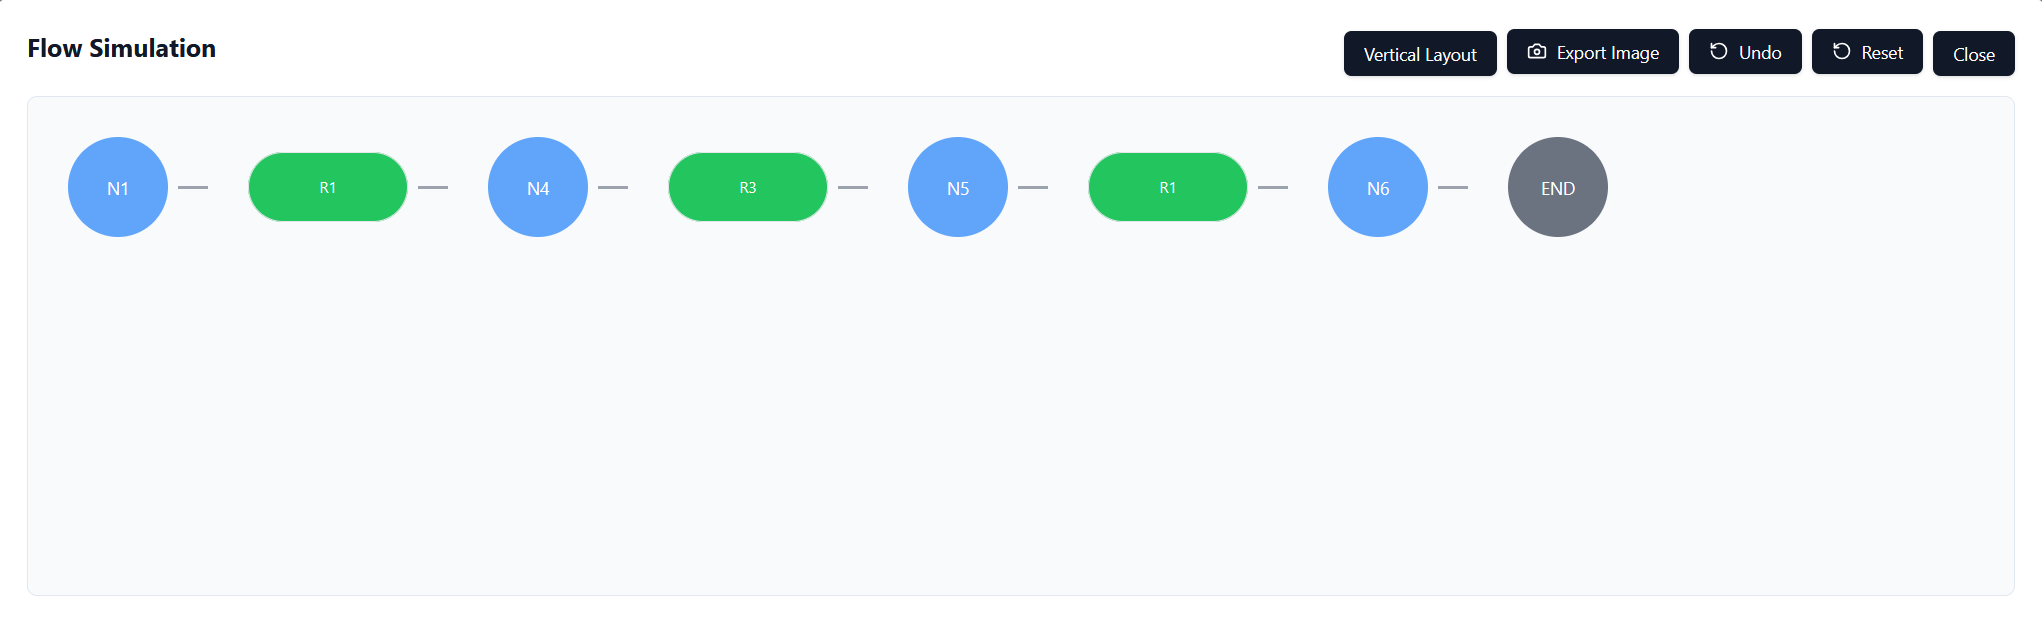 Flow Simulation
Vertical Layout
Export Image
Undo
Reset
Close
N1
R1
N4
R3
N5
R1
N6
END